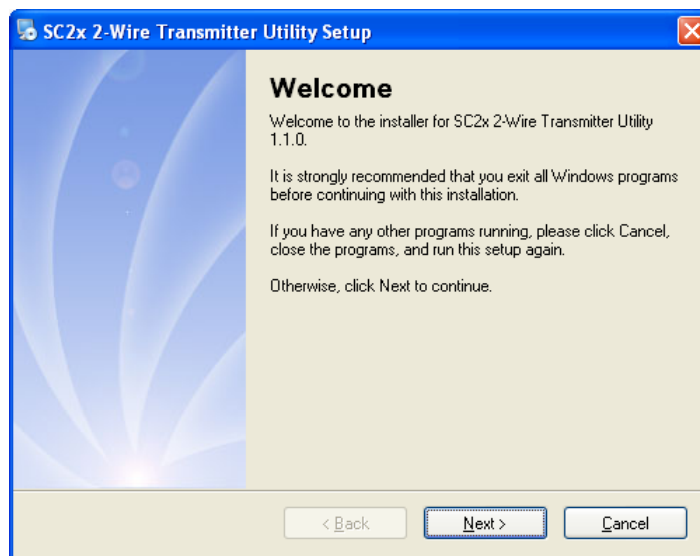 SC2x 2-Wire Transmitter Utility Setup
Welcome
Welcome to the installer for SC2x 2-Wire Transmitter Utility
1.1.0.
It is strongly recommended that you exit all Windows programs
before continuing with this installation.
If you have any other programs running, please click Cancel,
close the programs, and run this setup again.
Otherwise, click Next to continue.
< Back
Next >
Cancel